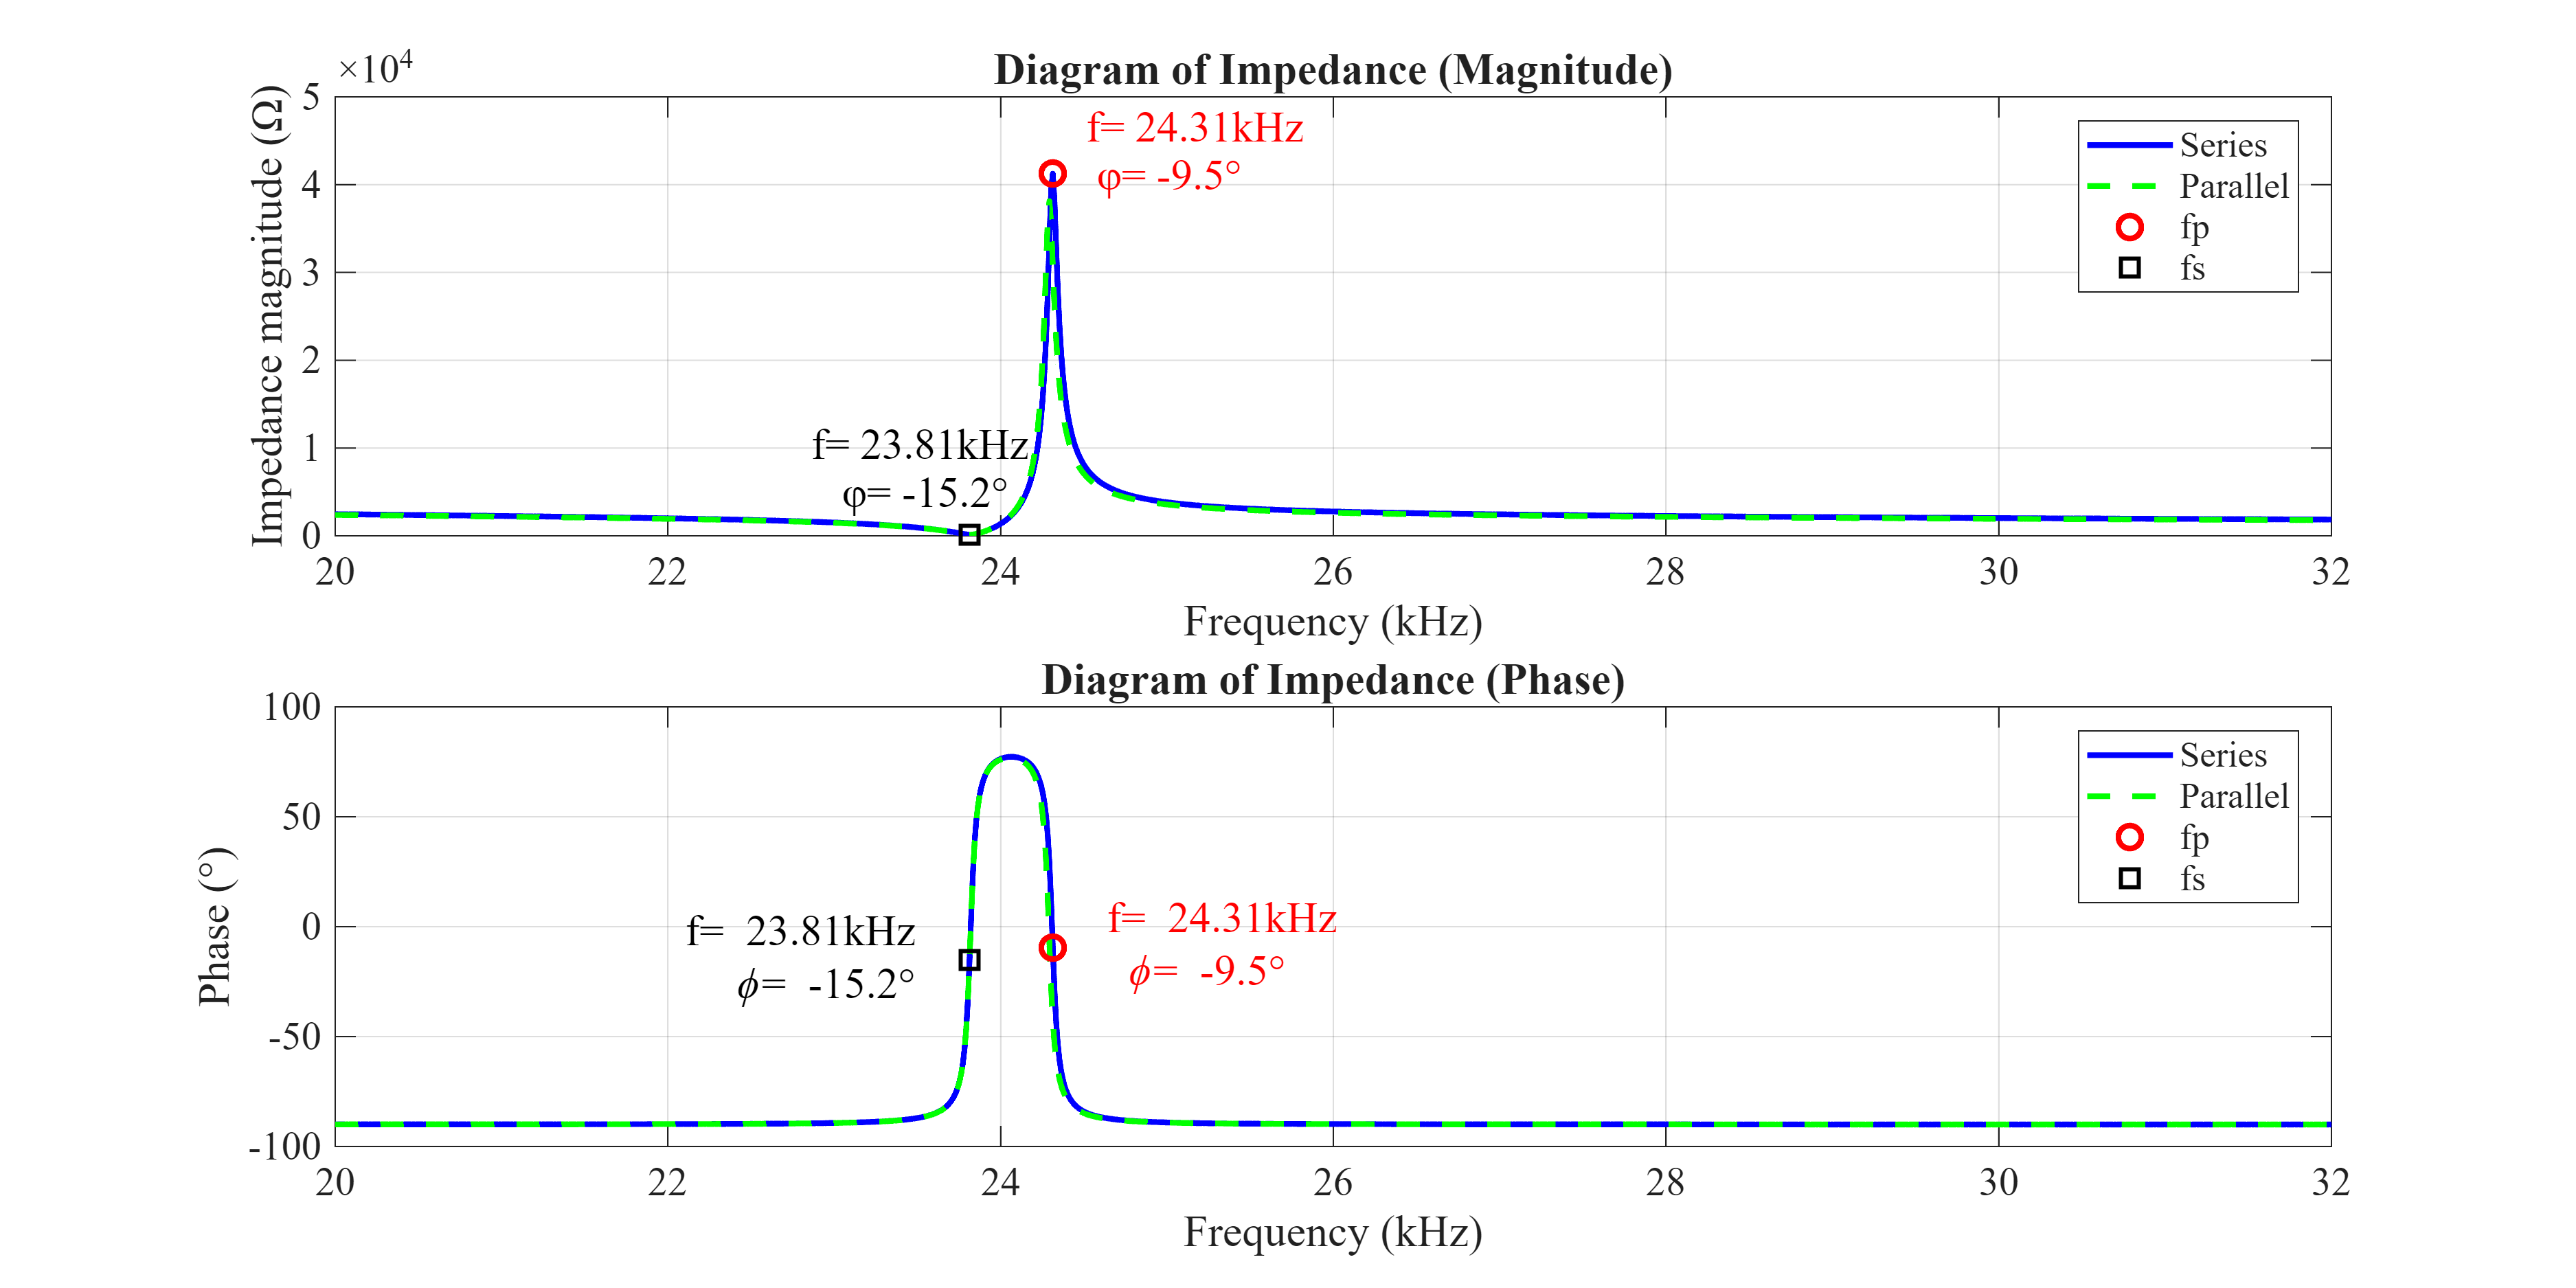 Diagram of Impedance (Magnitude)
×10⁴
Impedance magnitude (Ω)
5
4
3
2
1
0
f= 24.31kHz
φ= -9.5°
f= 23.81kHz
φ= -15.2°
Series
Parallel
fp
fs
20 22 24 26 28 30 32
Frequency (kHz)
Diagram of Impedance (Phase)
Phase (°)
100
50
0
-50
-100
f= 23.81kHz
ϕ= -15.2°
f= 24.31kHz
ϕ= -9.5°
Series
Parallel
fp
fs
20 22 24 26 28 30 32
Frequency (kHz)